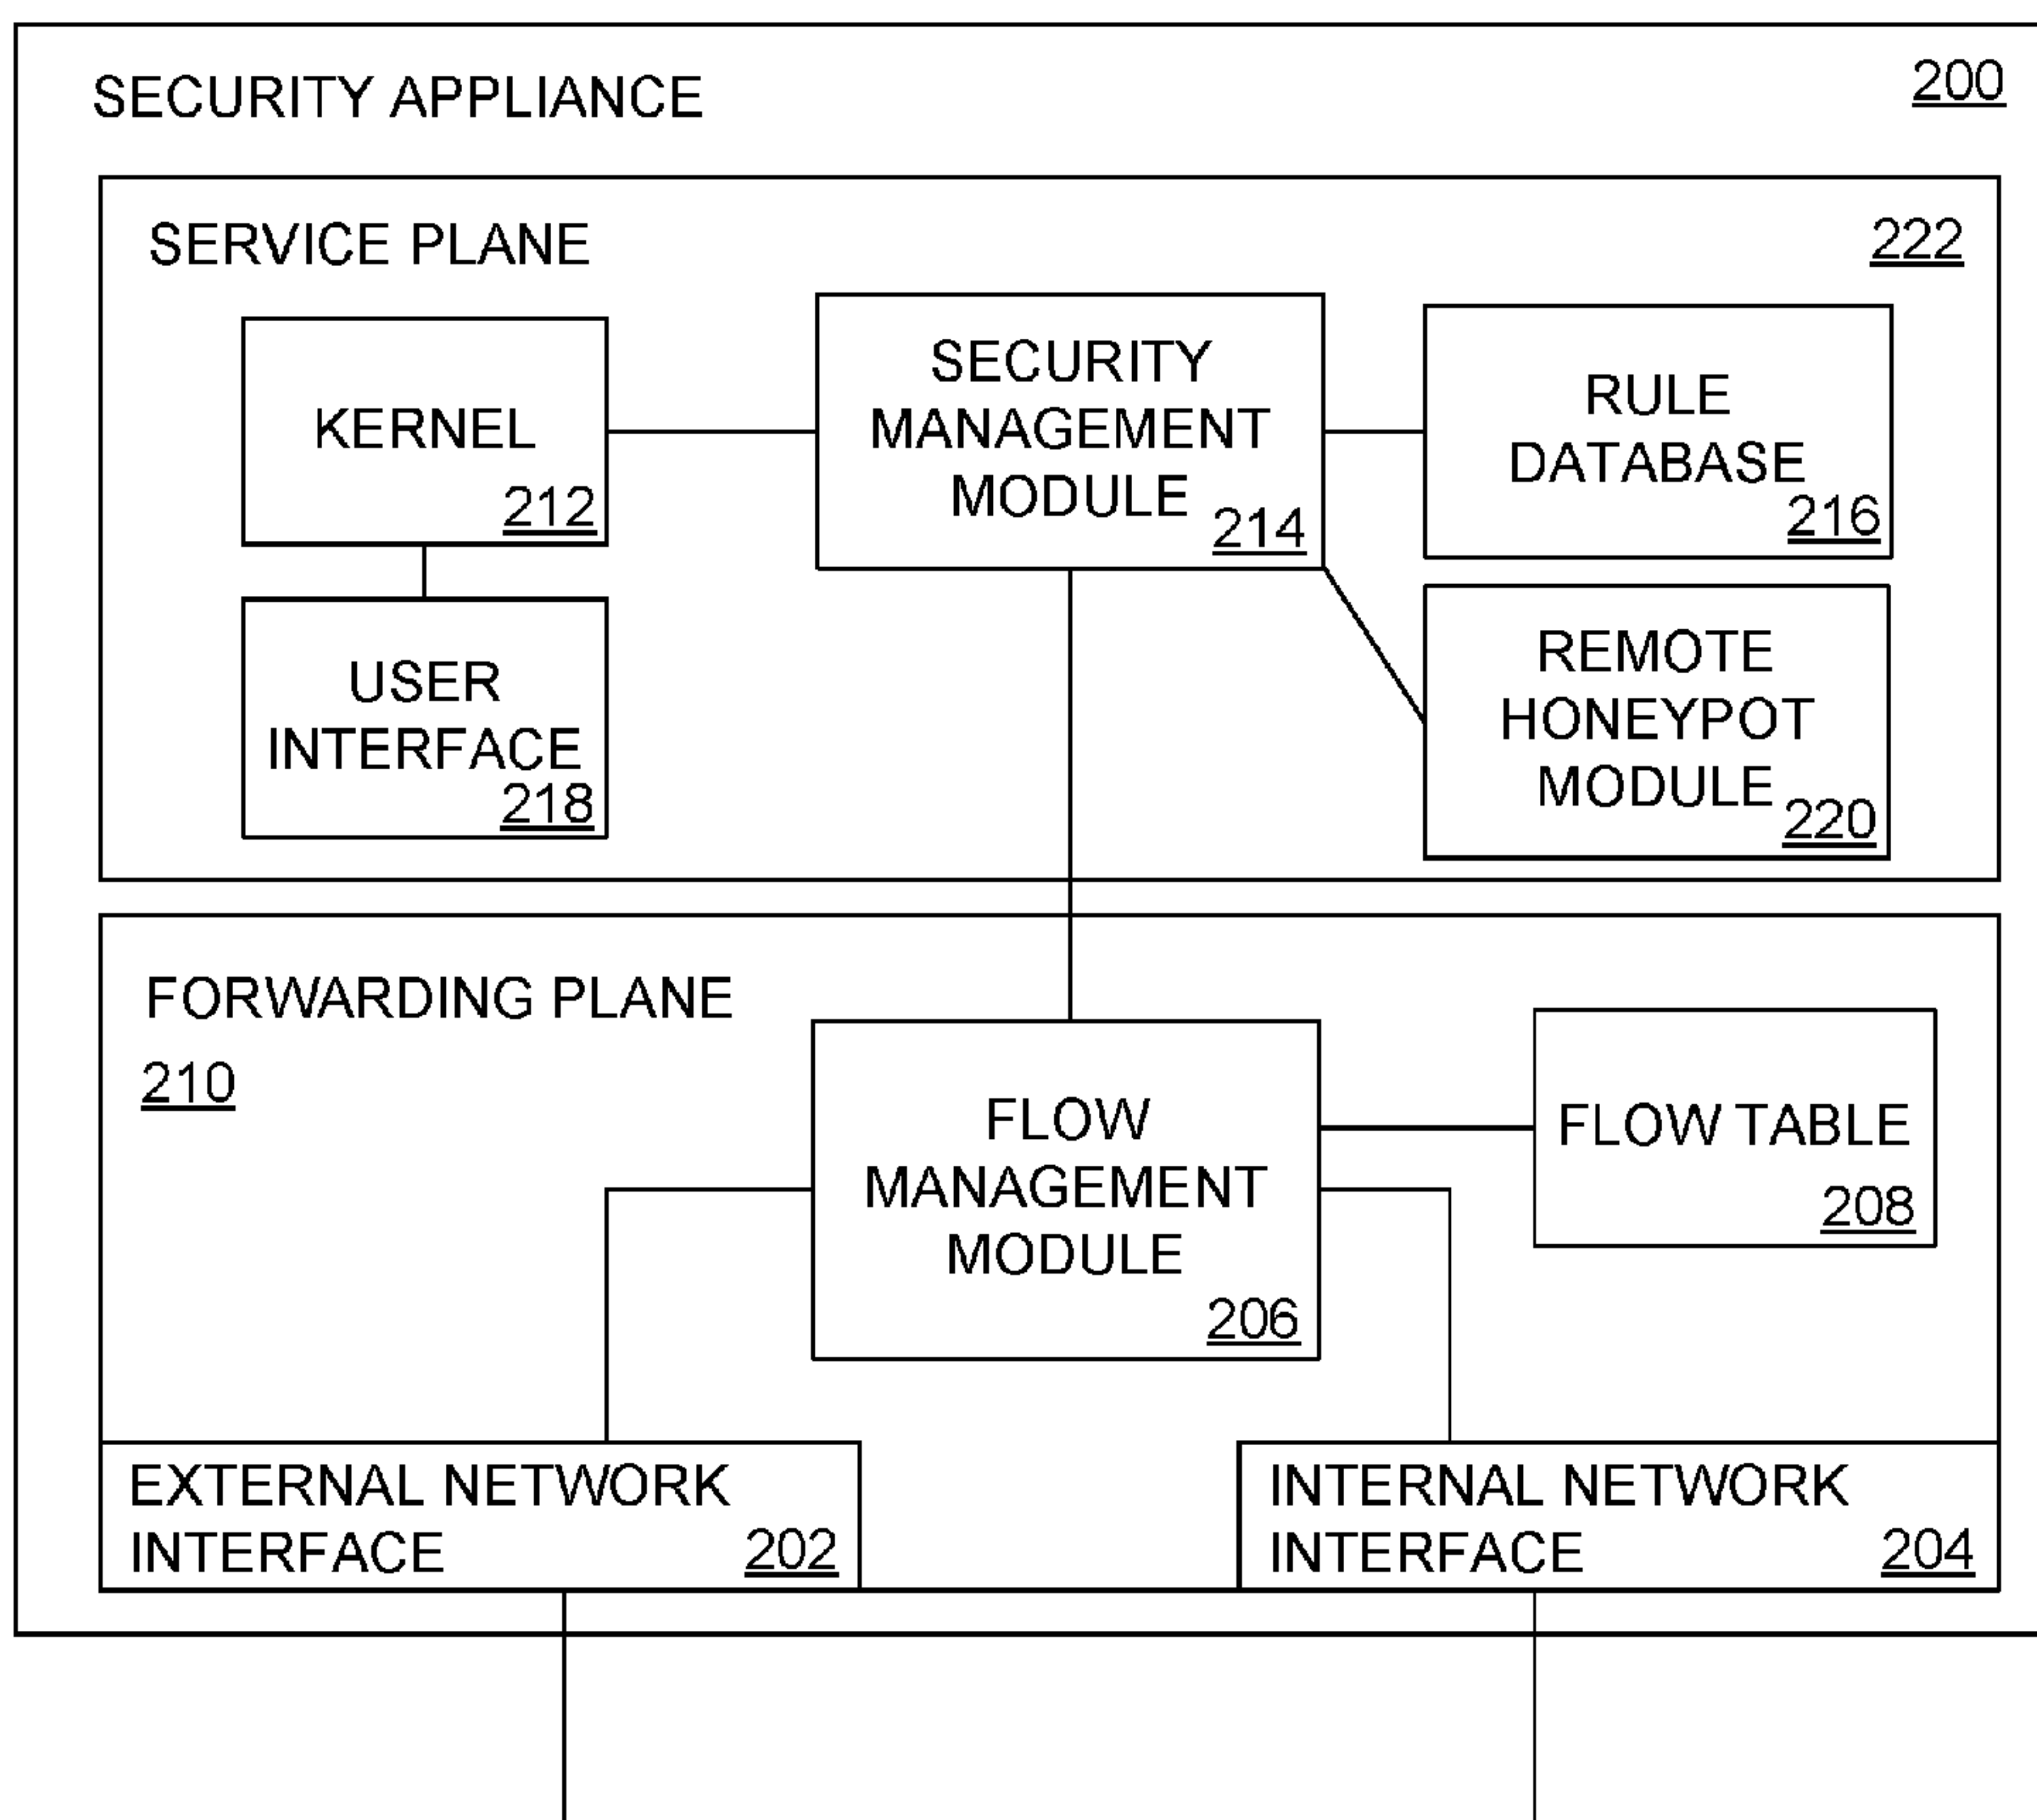 SECURITY APPLIANCE
200
SERVICE PLANE
222
KERNEL
212
SECURITY
MANAGEMENT
MODULE
214
RULE
DATABASE
216
USER
INTERFACE
218
REMOTE
HONEYPOT
MODULE
220
FORWARDING PLANE
210
FLOW
MANAGEMENT
MODULE
206
FLOW TABLE
208
EXTERNAL NETWORK
INTERFACE
202
INTERNAL NETWORK
INTERFACE
204